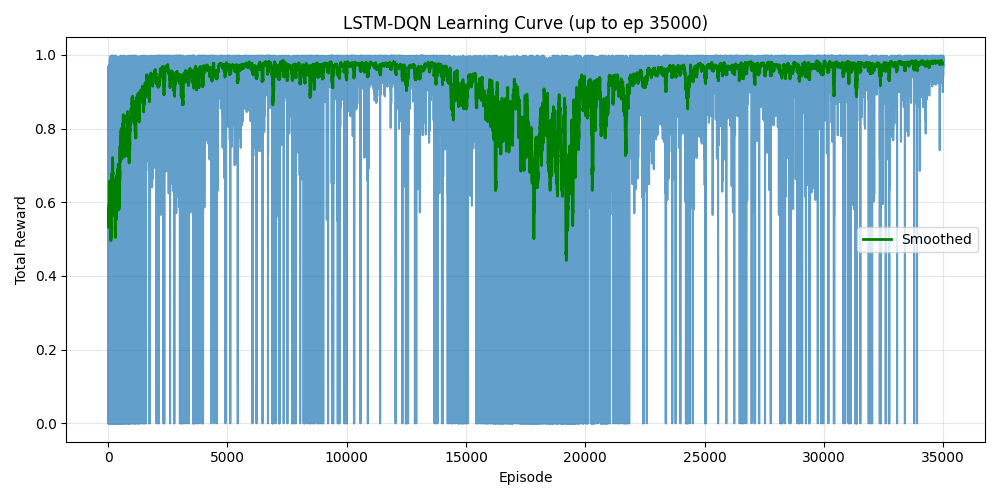 LSTM-DQN Learning Curve (up to ep 35000)
Total Reward
1.0
0.8
0.6
0.4
0.2
0.0
Smoothed
0 5000 10000 15000 20000 25000 30000 35000
Episode